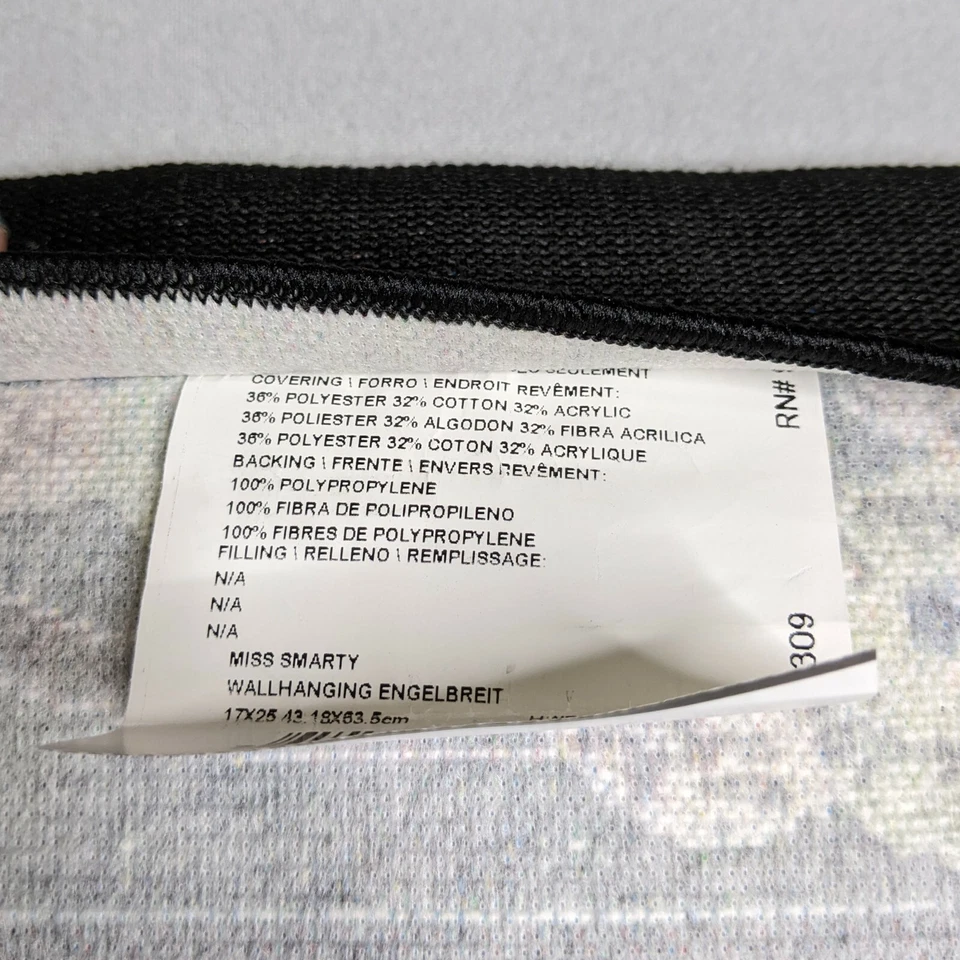 SEULEMENT
COVERING \ FORRO \ ENDROIT REVÊMENT:
36% POLYESTER 32% COTTON 32% ACRYLIC
36% POLIESTER 32% ALGODON 32% FIBRA ACRILICA
36% POLYESTER 32% COTON 32% ACRYLIQUE
BACKING \ FRENTE \ ENVERS REVÊMENT:
100% POLYPROPYLENE
100% FIBRA DE POLIPROPILENO
100% FIBRES DE POLYPROPYLENE
FILLING \ RELLENO \ REMPLISSAGE:
N/A
N/A
N/A
MISS SMARTY
WALLHANGING ENGELBREIT
17X25 43.18X63.5cm
RN#
309